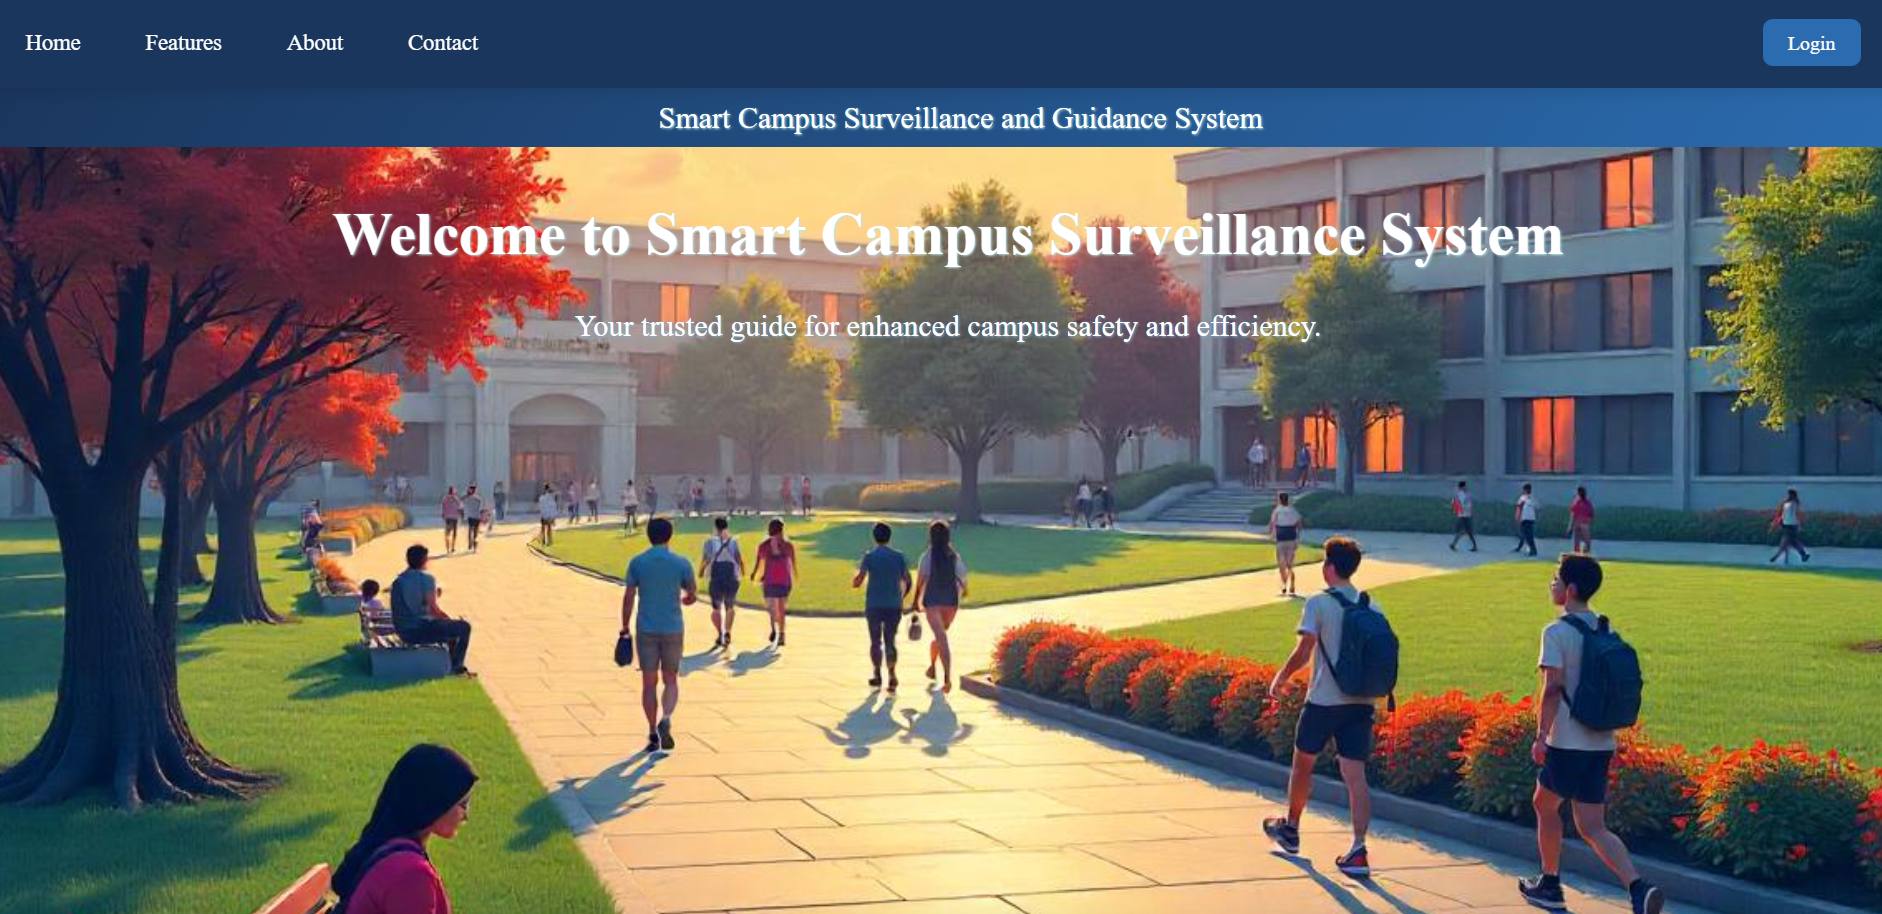 Home Features About Contact Login
Smart Campus Surveillance and Guidance System
Welcome to Smart Campus Surveillance System
Your trusted guide for enhanced campus safety and efficiency.